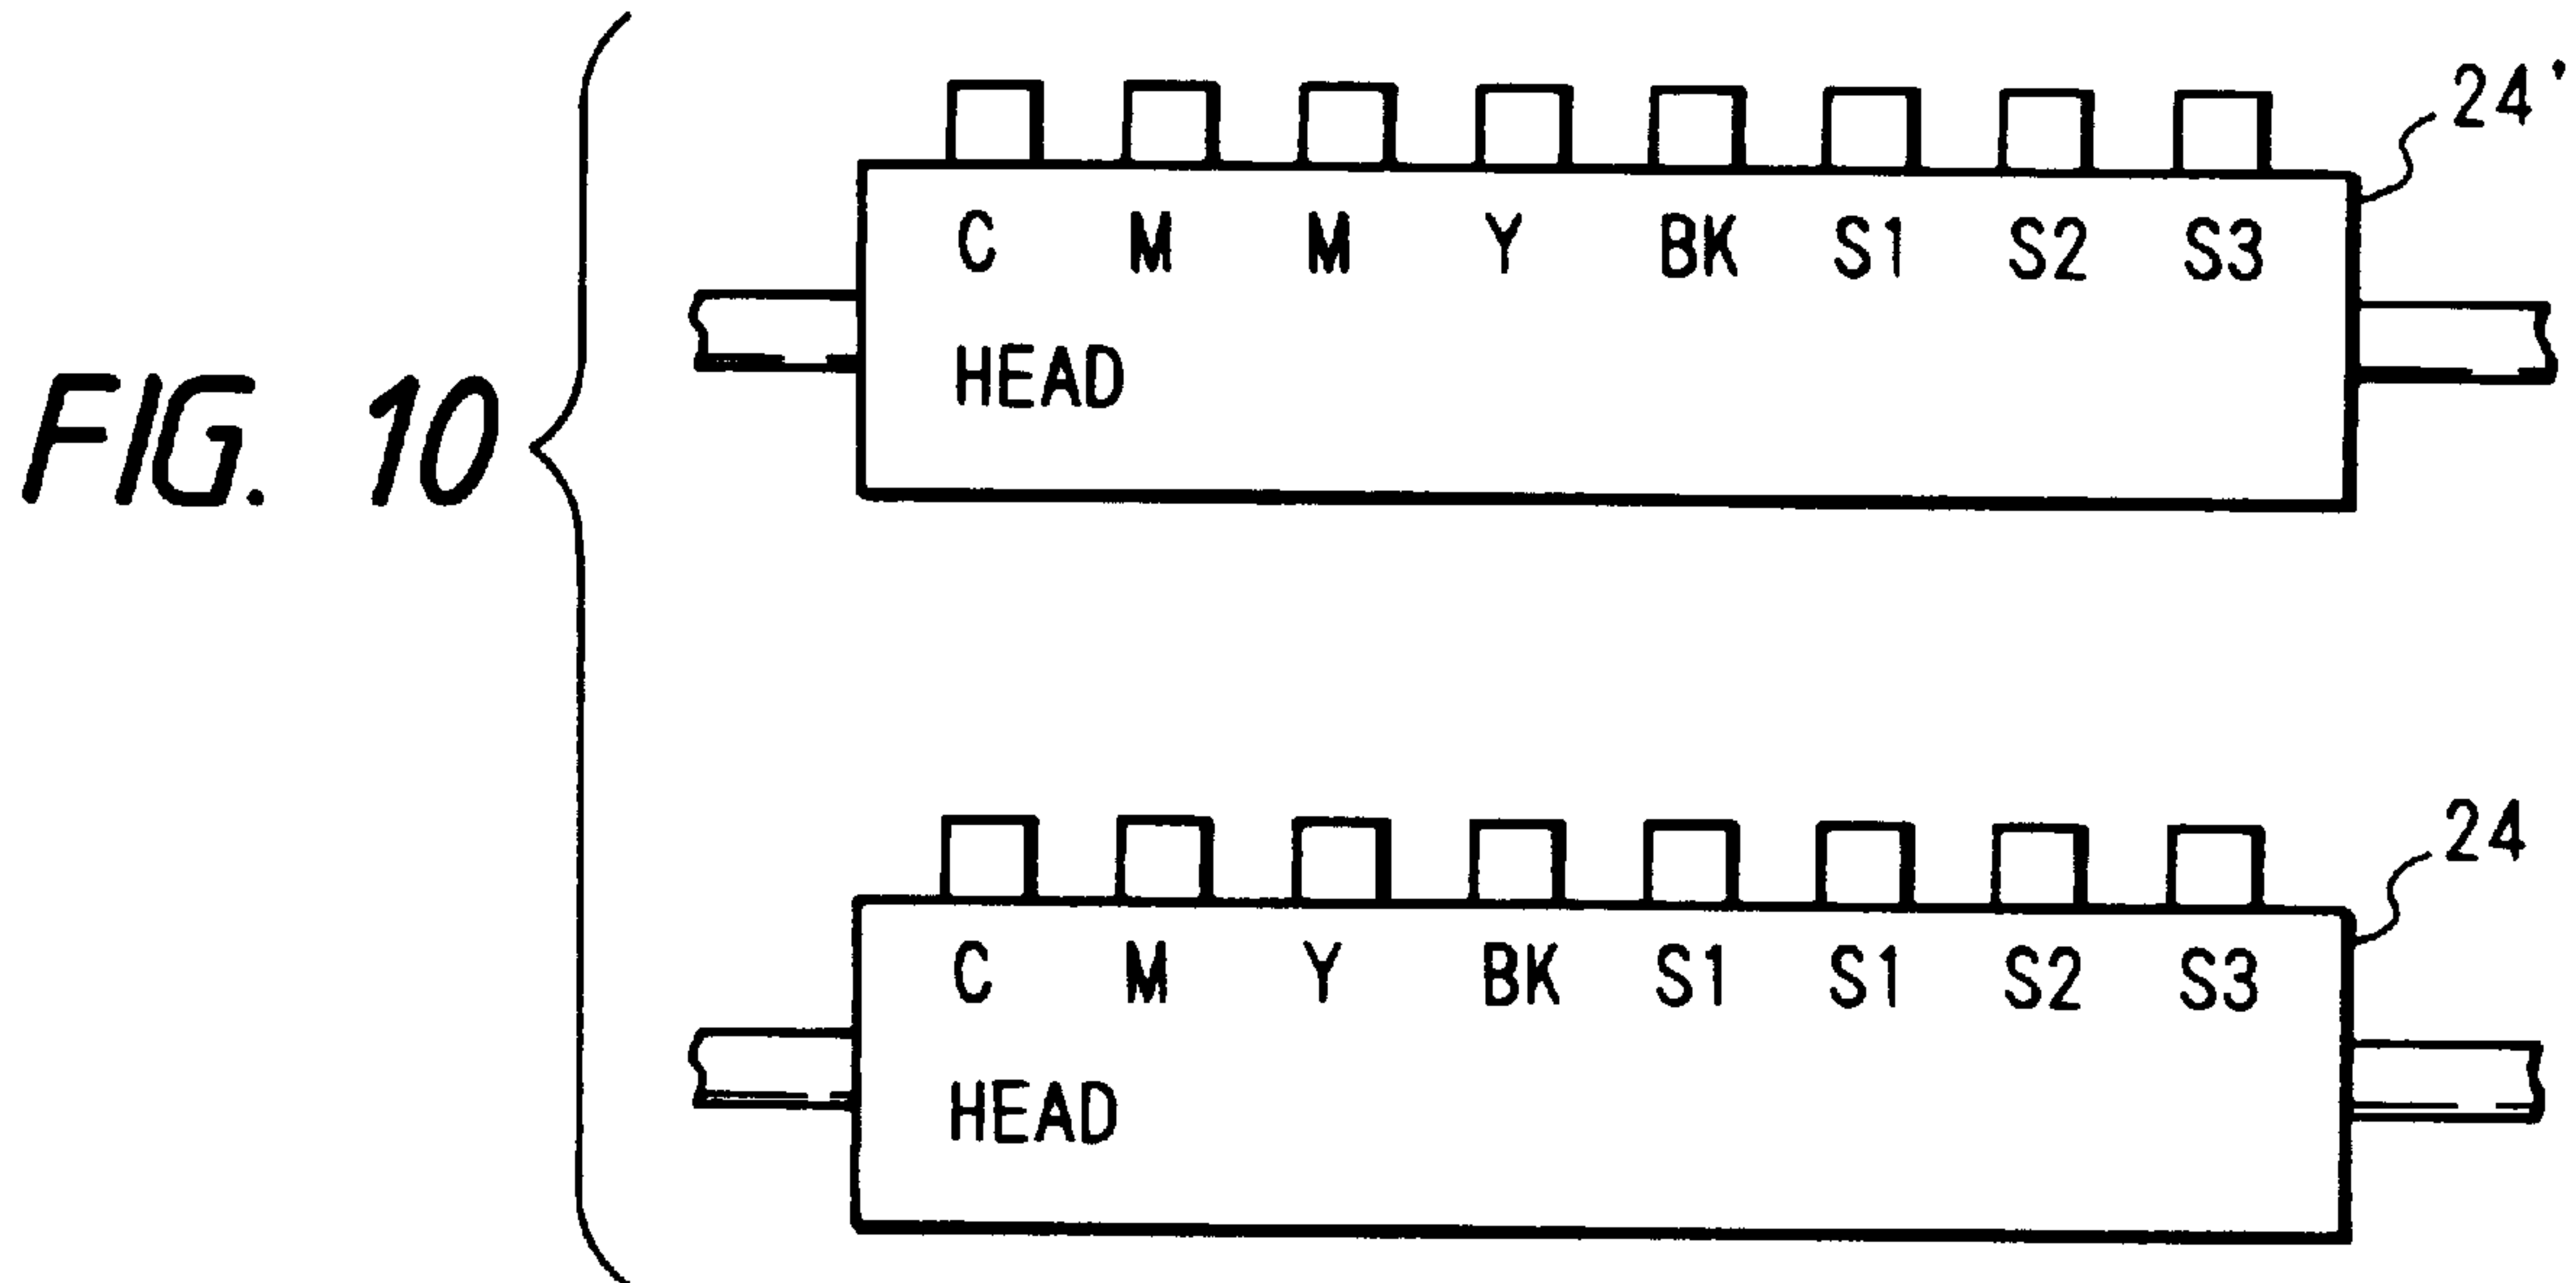 FIG. 10
24'
C M M Y BK S1 S2 S3
HEAD
24
C M Y BK S1 S1 S2 S3
HEAD